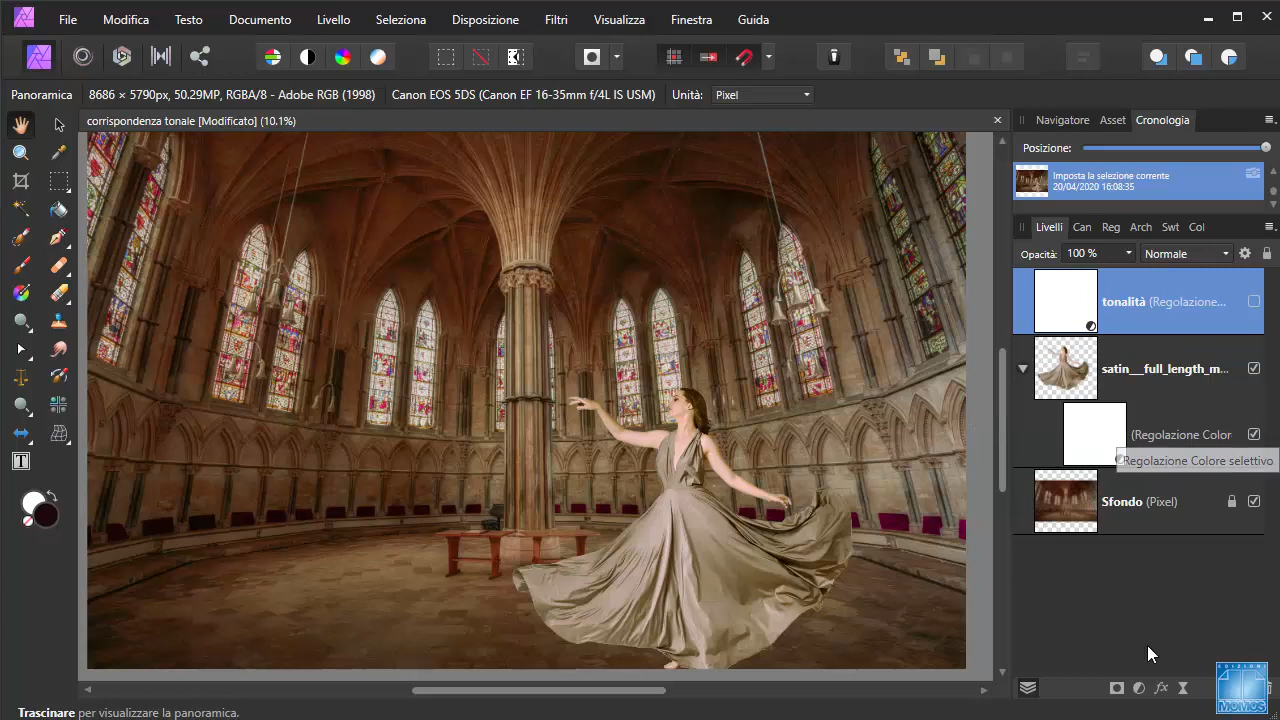 File Modifica Testo Documento Livello Seleziona Disposizione Filtri Visualizza Finestra Guida
Panoramica 8686 × 5790px, 50.29MP, RGBA/8 - Adobe RGB (1998) Canon EOS 5DS (Canon EF 16-35mm f/4L IS USM) Unità: Pixel
corrispondenza tonale [Modificato] (10.1%)
Navigatore Asset Cronologia
Posizione:
Imposta la selezione corrente
20/04/2020 16:08:35
Livelli Can Reg Arch Swt Col
Opacità: 100 % Normale
tonalità (Regolazione...
satin__full_length_m...
(Regolazione Color
Regolazione Colore selettivo
Sfondo (Pixel)
T
fx
EDIZIONI
MOMOS
Trascinare per visualizzare la panoramica.